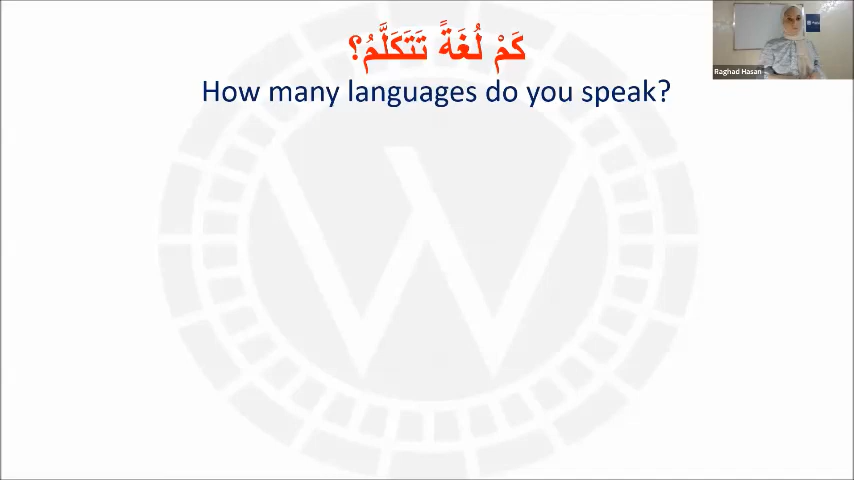 كَمْ لُغَةً تَتَكَلَّمُ؟
How many languages do you speak?
Raghad Hasan